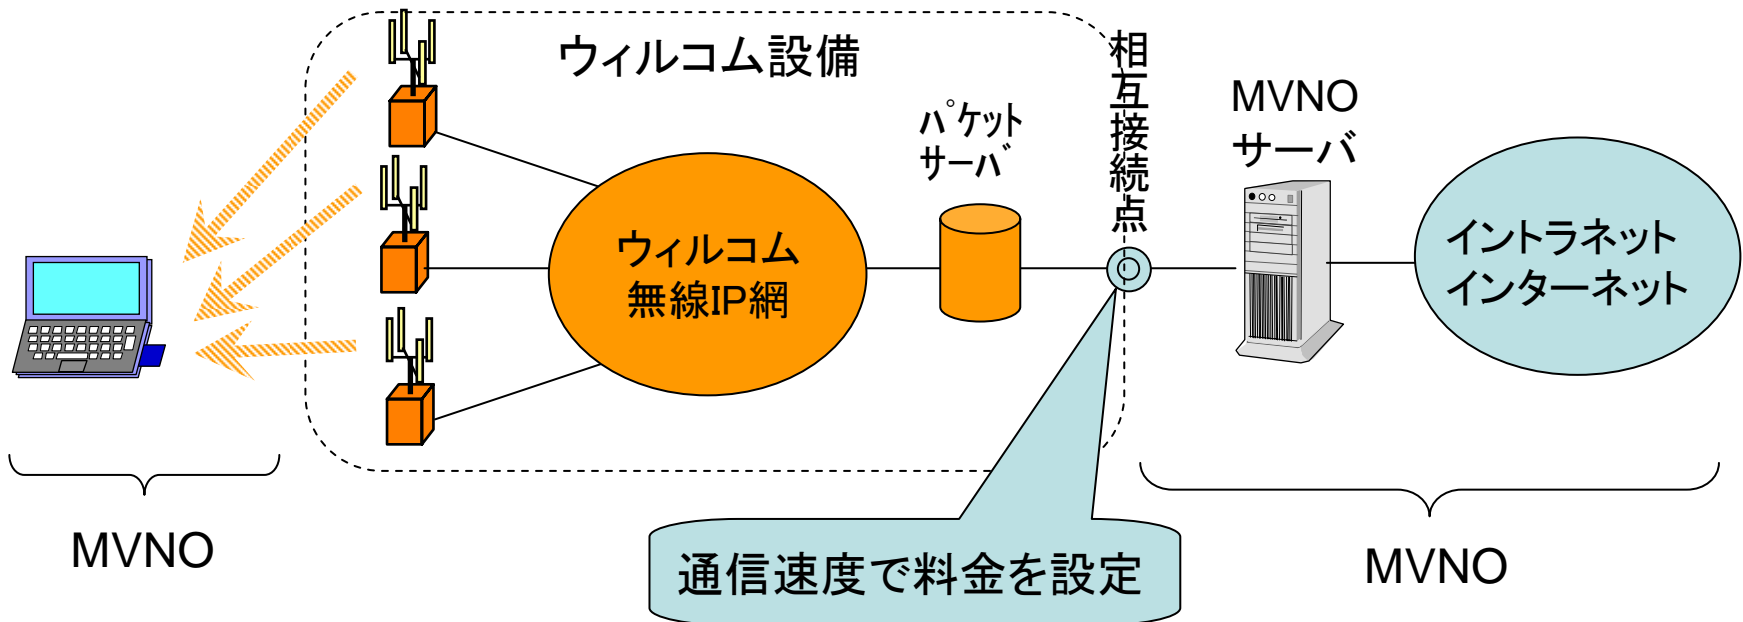 ウィルコム設備
相互接続点
MVNO
サーバ
パケット
サーバ
ウィルコム
無線IP網
イントラネット
インターネット
MVNO
通信速度で料金を設定
MVNO